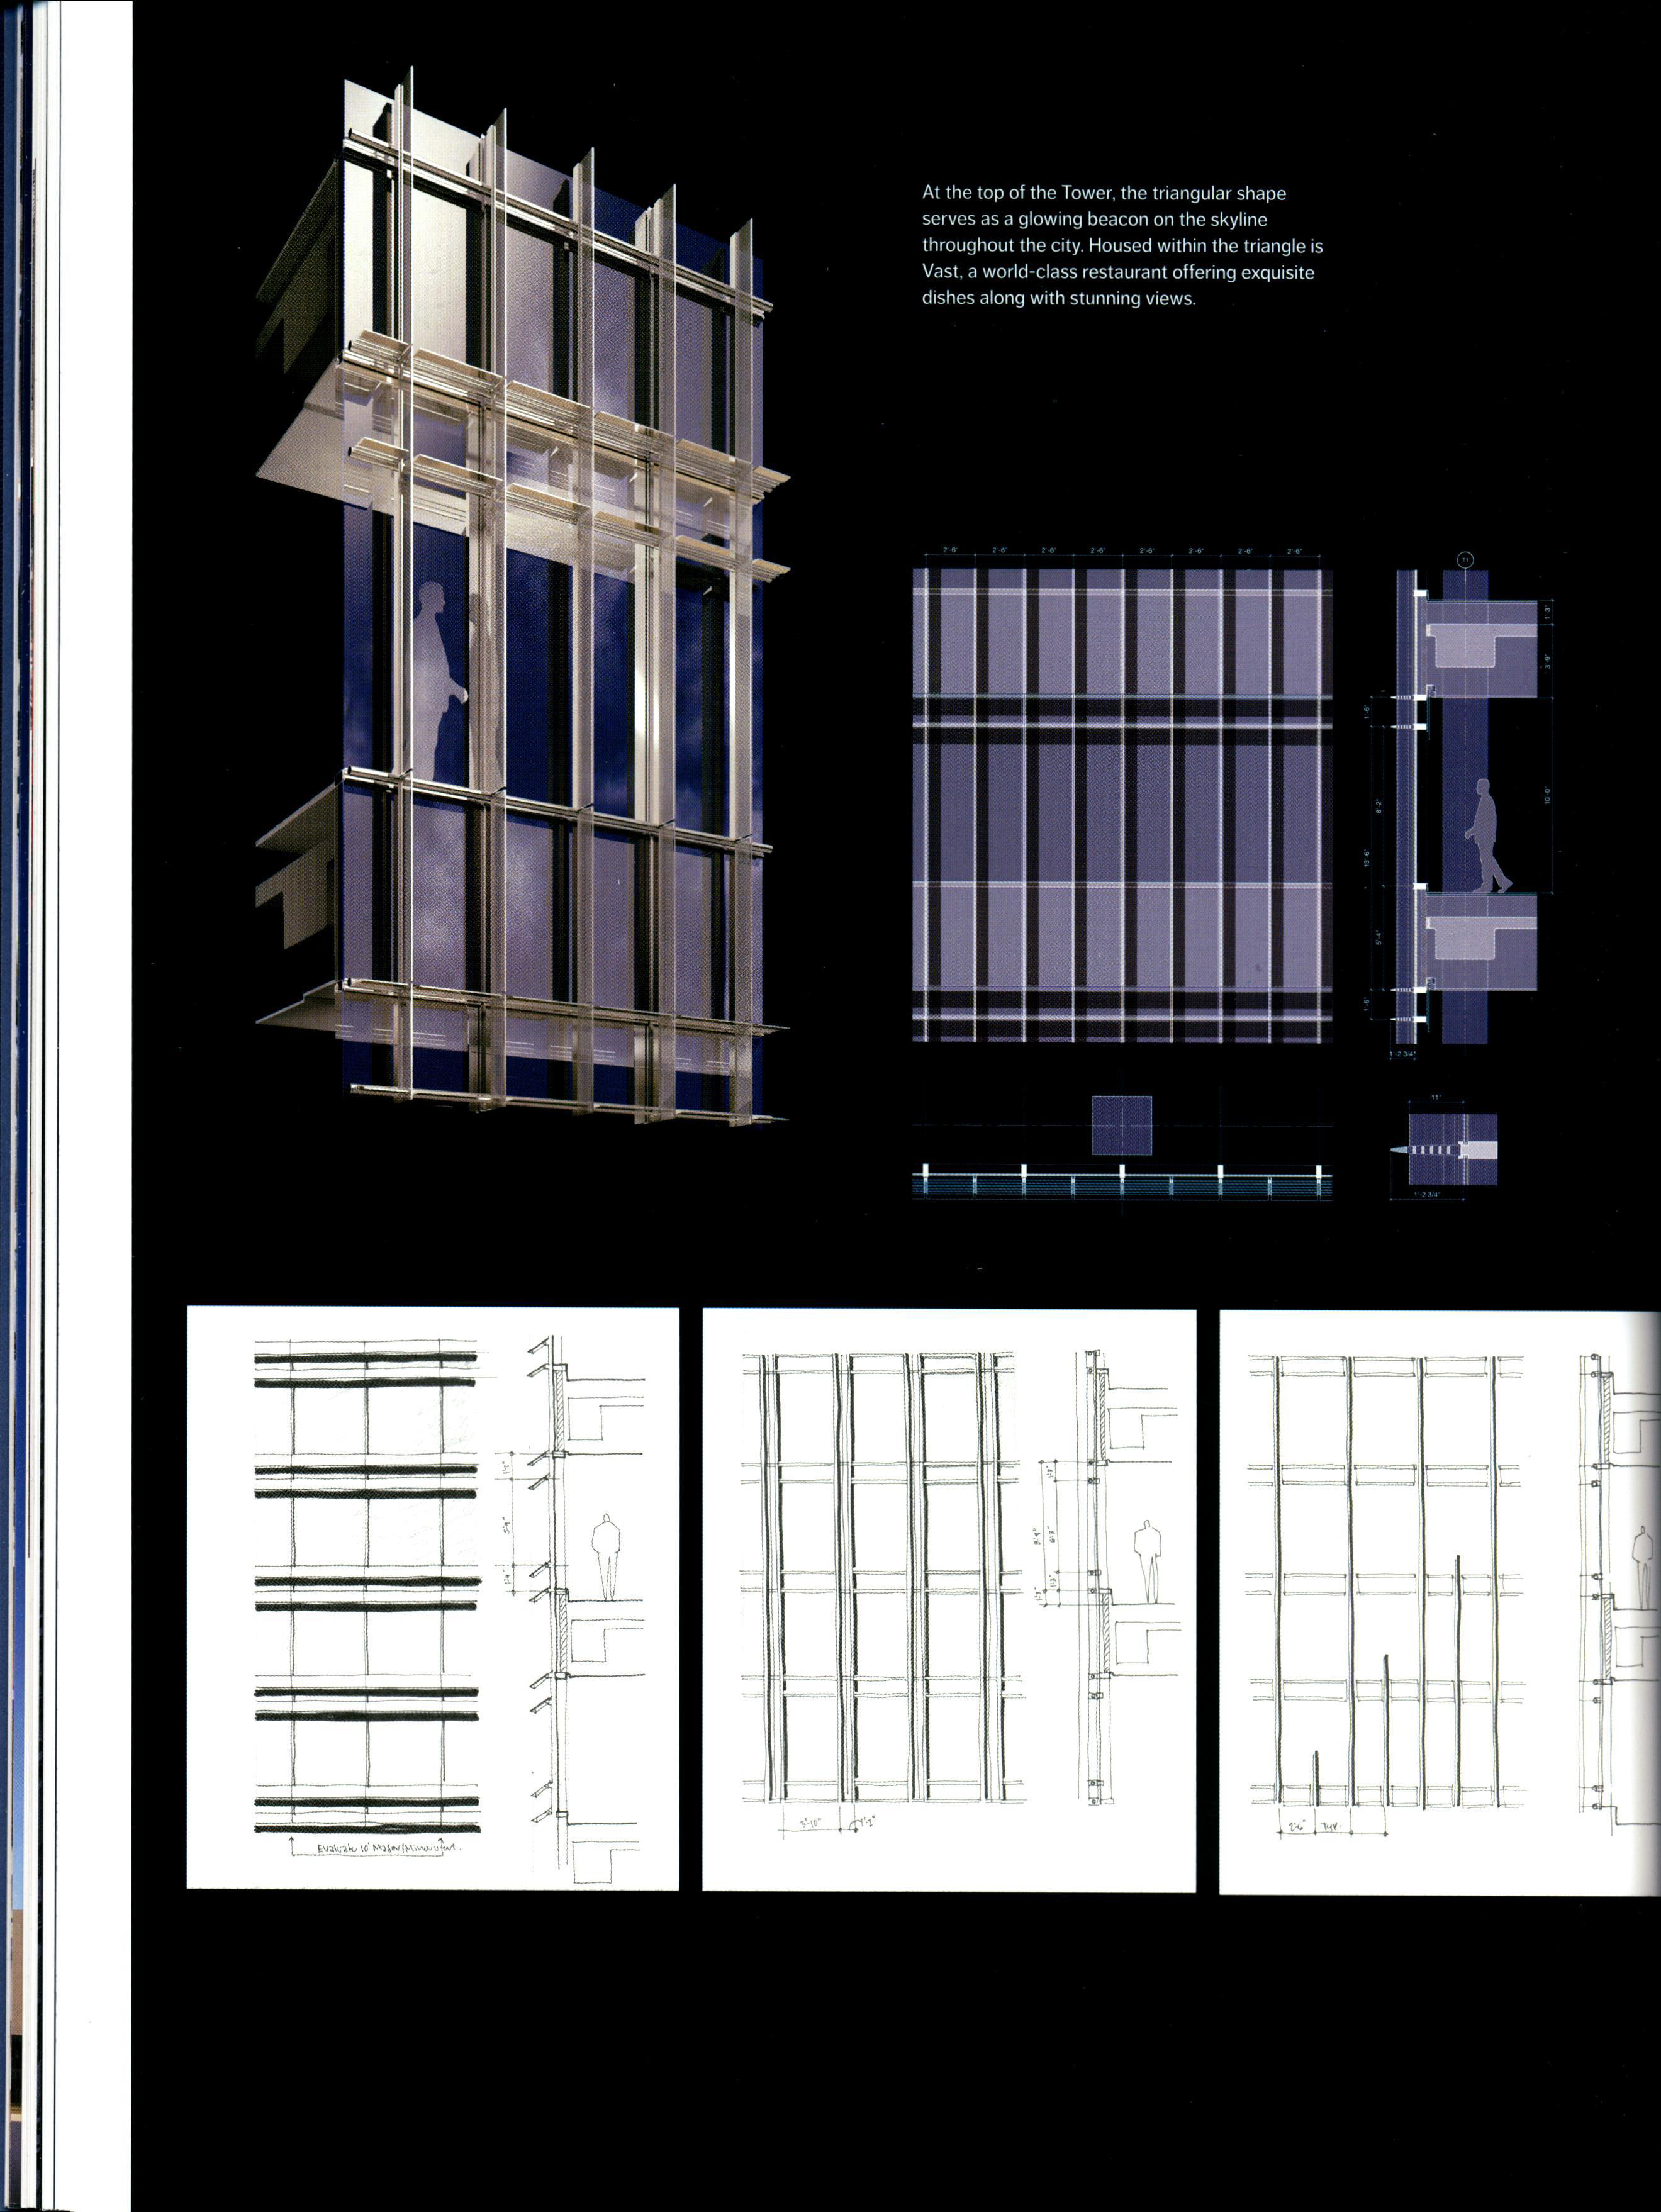 At the top of the Tower, the triangular shape
serves as a glowing beacon on the skyline
throughout the city. Housed within the triangle is
Vast, a world-class restaurant offering exquisite
dishes along with stunning views.
2'-6" 2'-6" 2'-6" 2'-6" 2'-6" 2'-6" 2'-6" 2'-6"
11
1'-3"
3'-9"
1'-6"
8'-2"
10'-0"
13'-6"
5'-4"
1'-6"
1'-2 3/4"
11"
1'-2 3/4"
Evaluate 10' Major/Minor
3'-10" 1'-2"
2'-6" TYP.